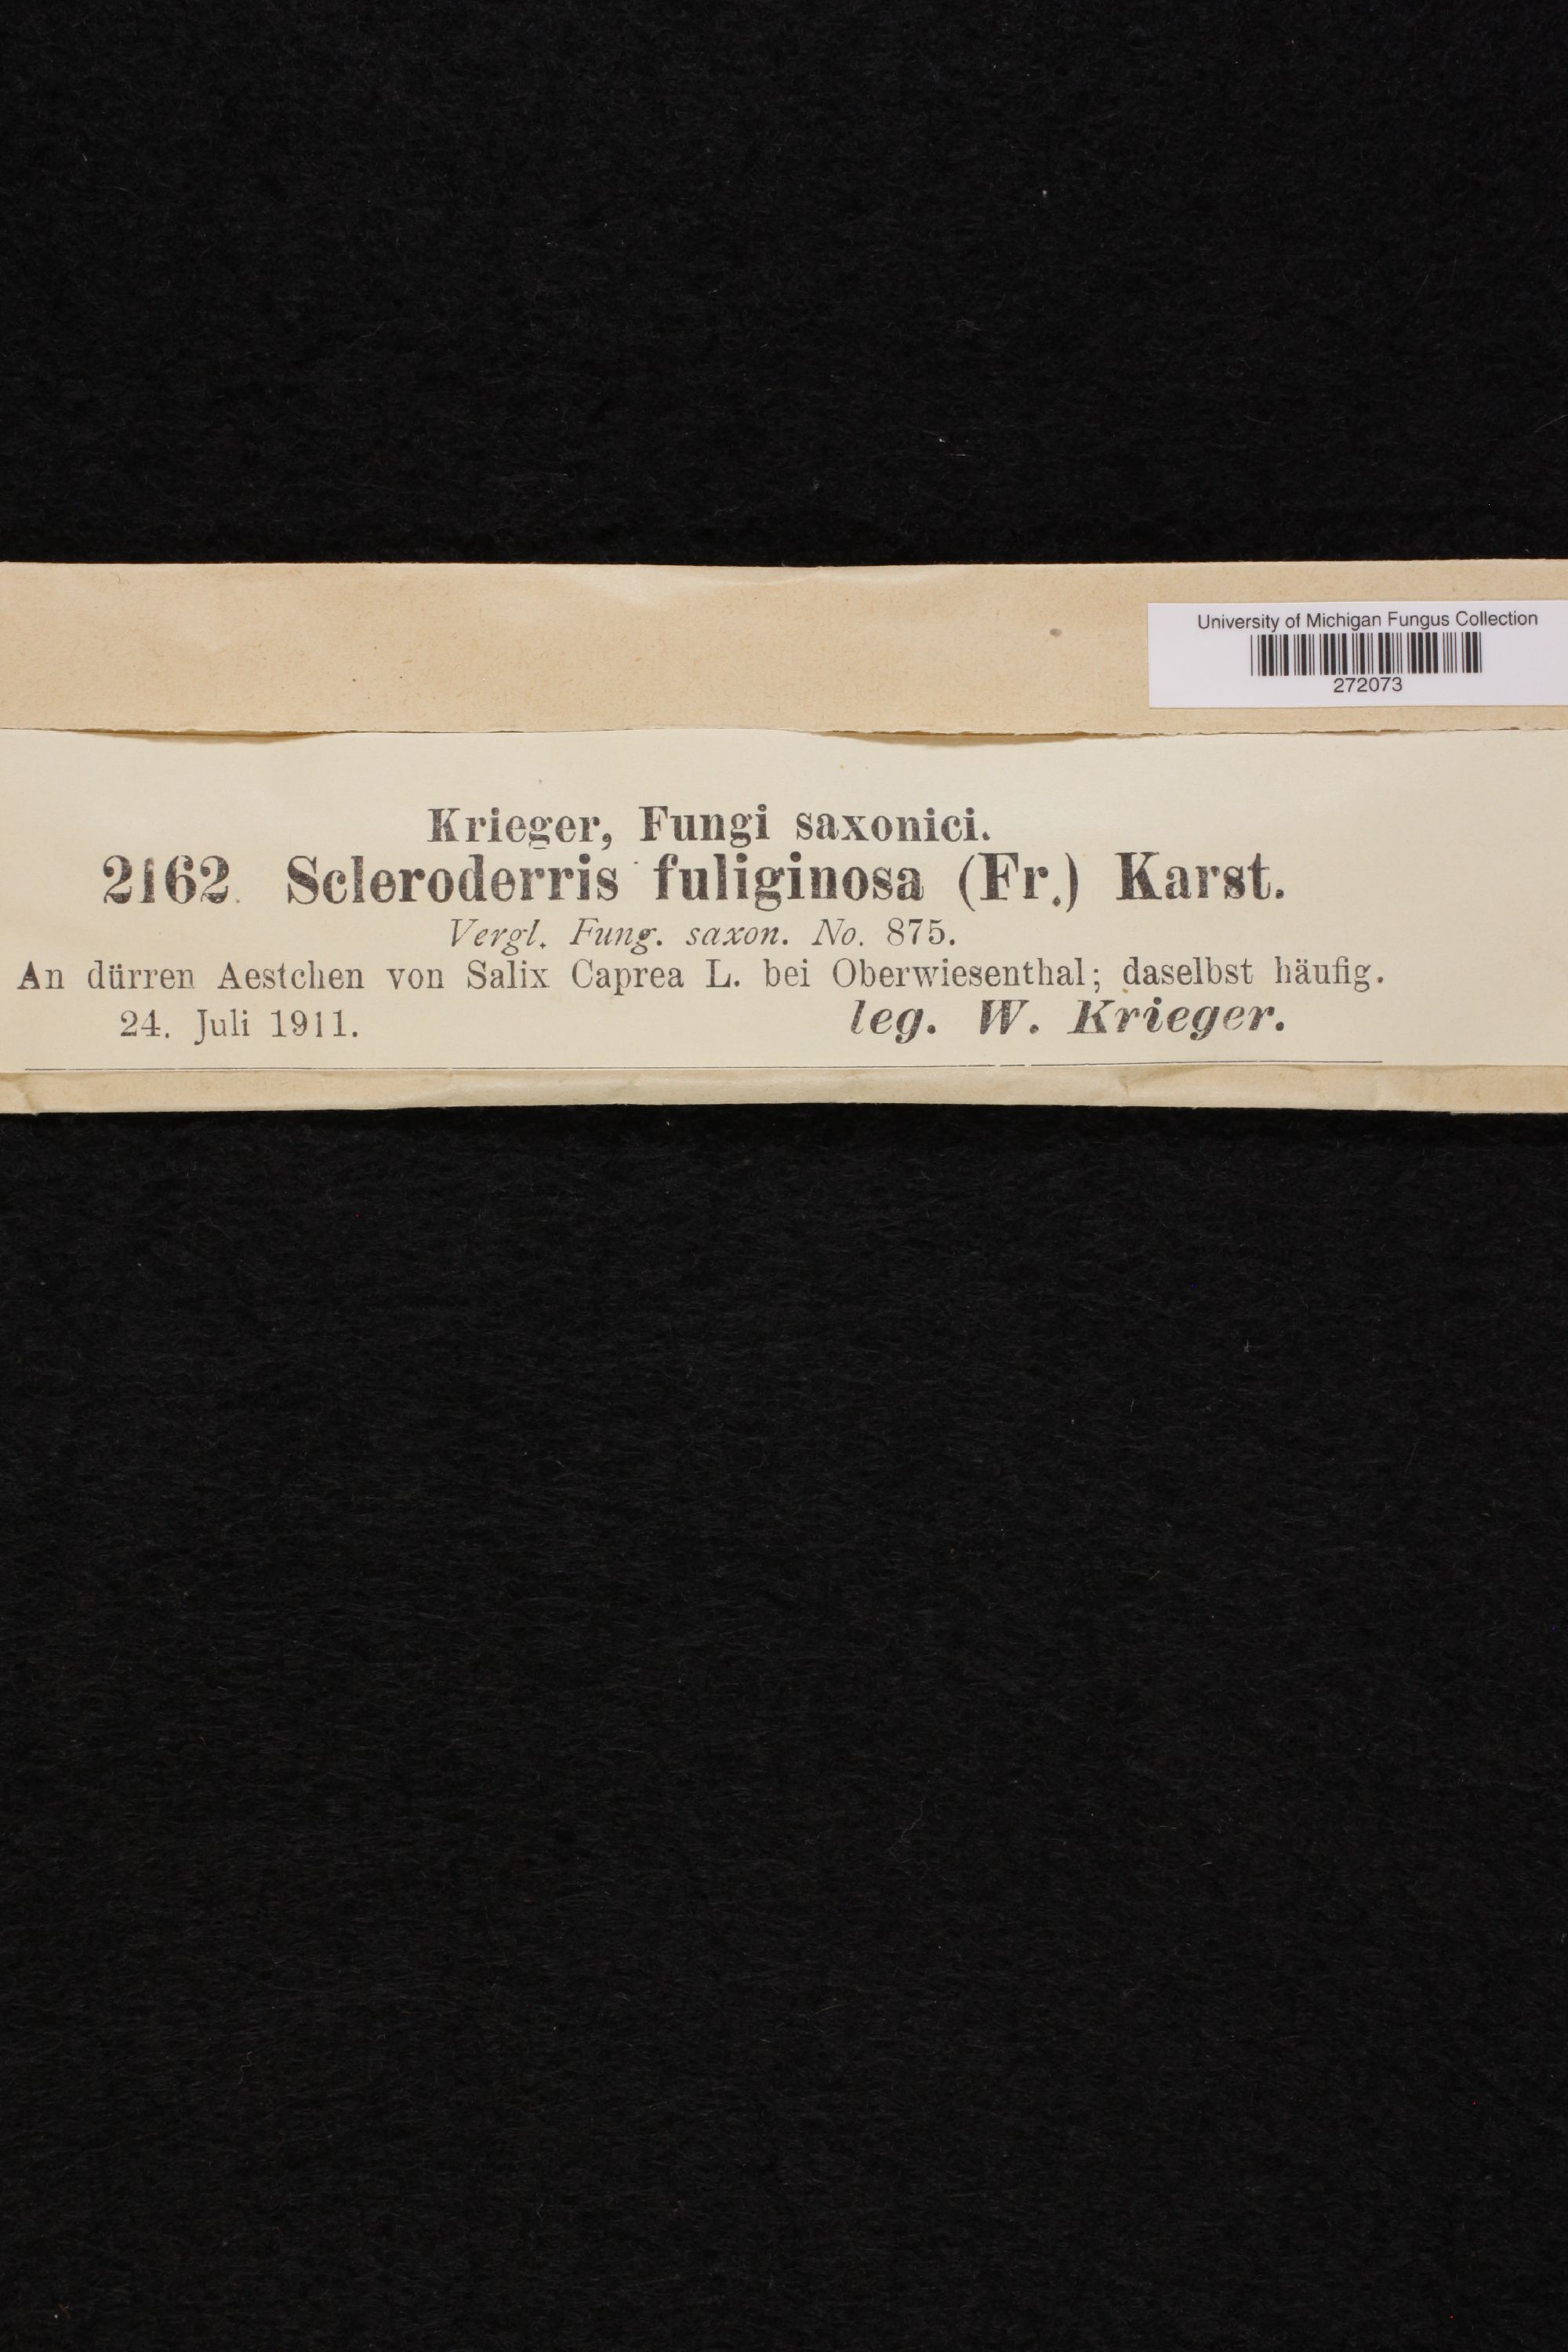 University of Michigan Fungus Collection
272073
Krieger, Fungi saxonici.
2162. Scleroderris fuliginosa (Fr.) Karst.
Vergl. Fung. saxon. No. 875.
An dürren Aestchen von Salix Caprea L. bei Oberwiesenthal; daselbst häufig.
24. Juli 1911. leg. W. Krieger.